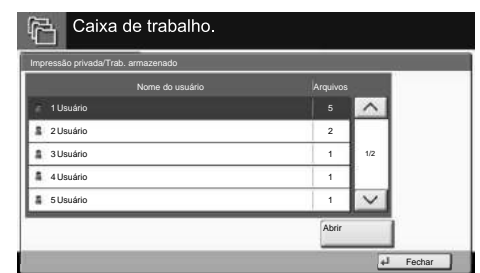 Caixa de trabalho.
Impressão privada/Trab. armazenado
Nome do usuário Arquivos
1 Usuário 5
2 Usuário 2
3 Usuário 1
1/2
4 Usuário 1
5 Usuário 1
Abrir
Fechar